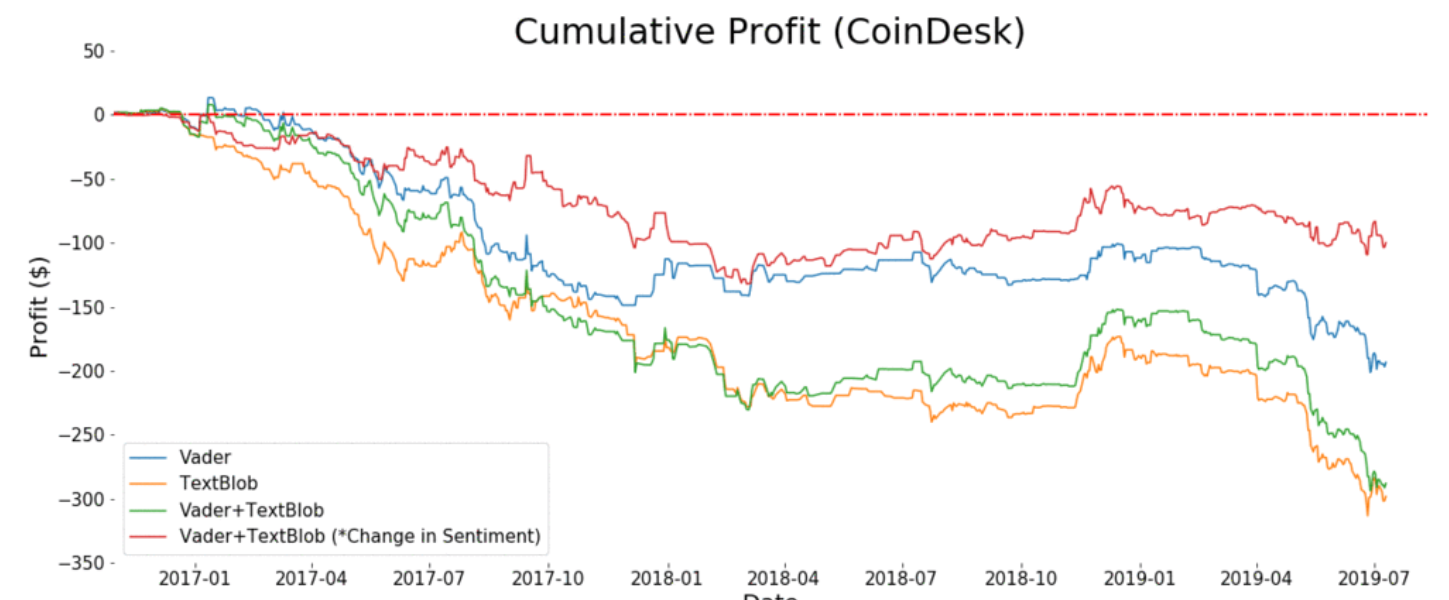 Cumulative Profit (CoinDesk)
50
0
−50
−100
−150
−200
−250
−300
−350
Profit ($)
Vader
TextBlob
Vader+TextBlob
Vader+TextBlob (*Change in Sentiment)
2017-01 2017-04 2017-07 2017-10 2018-01 2018-04 2018-07 2018-10 2019-01 2019-04 2019-07
Date